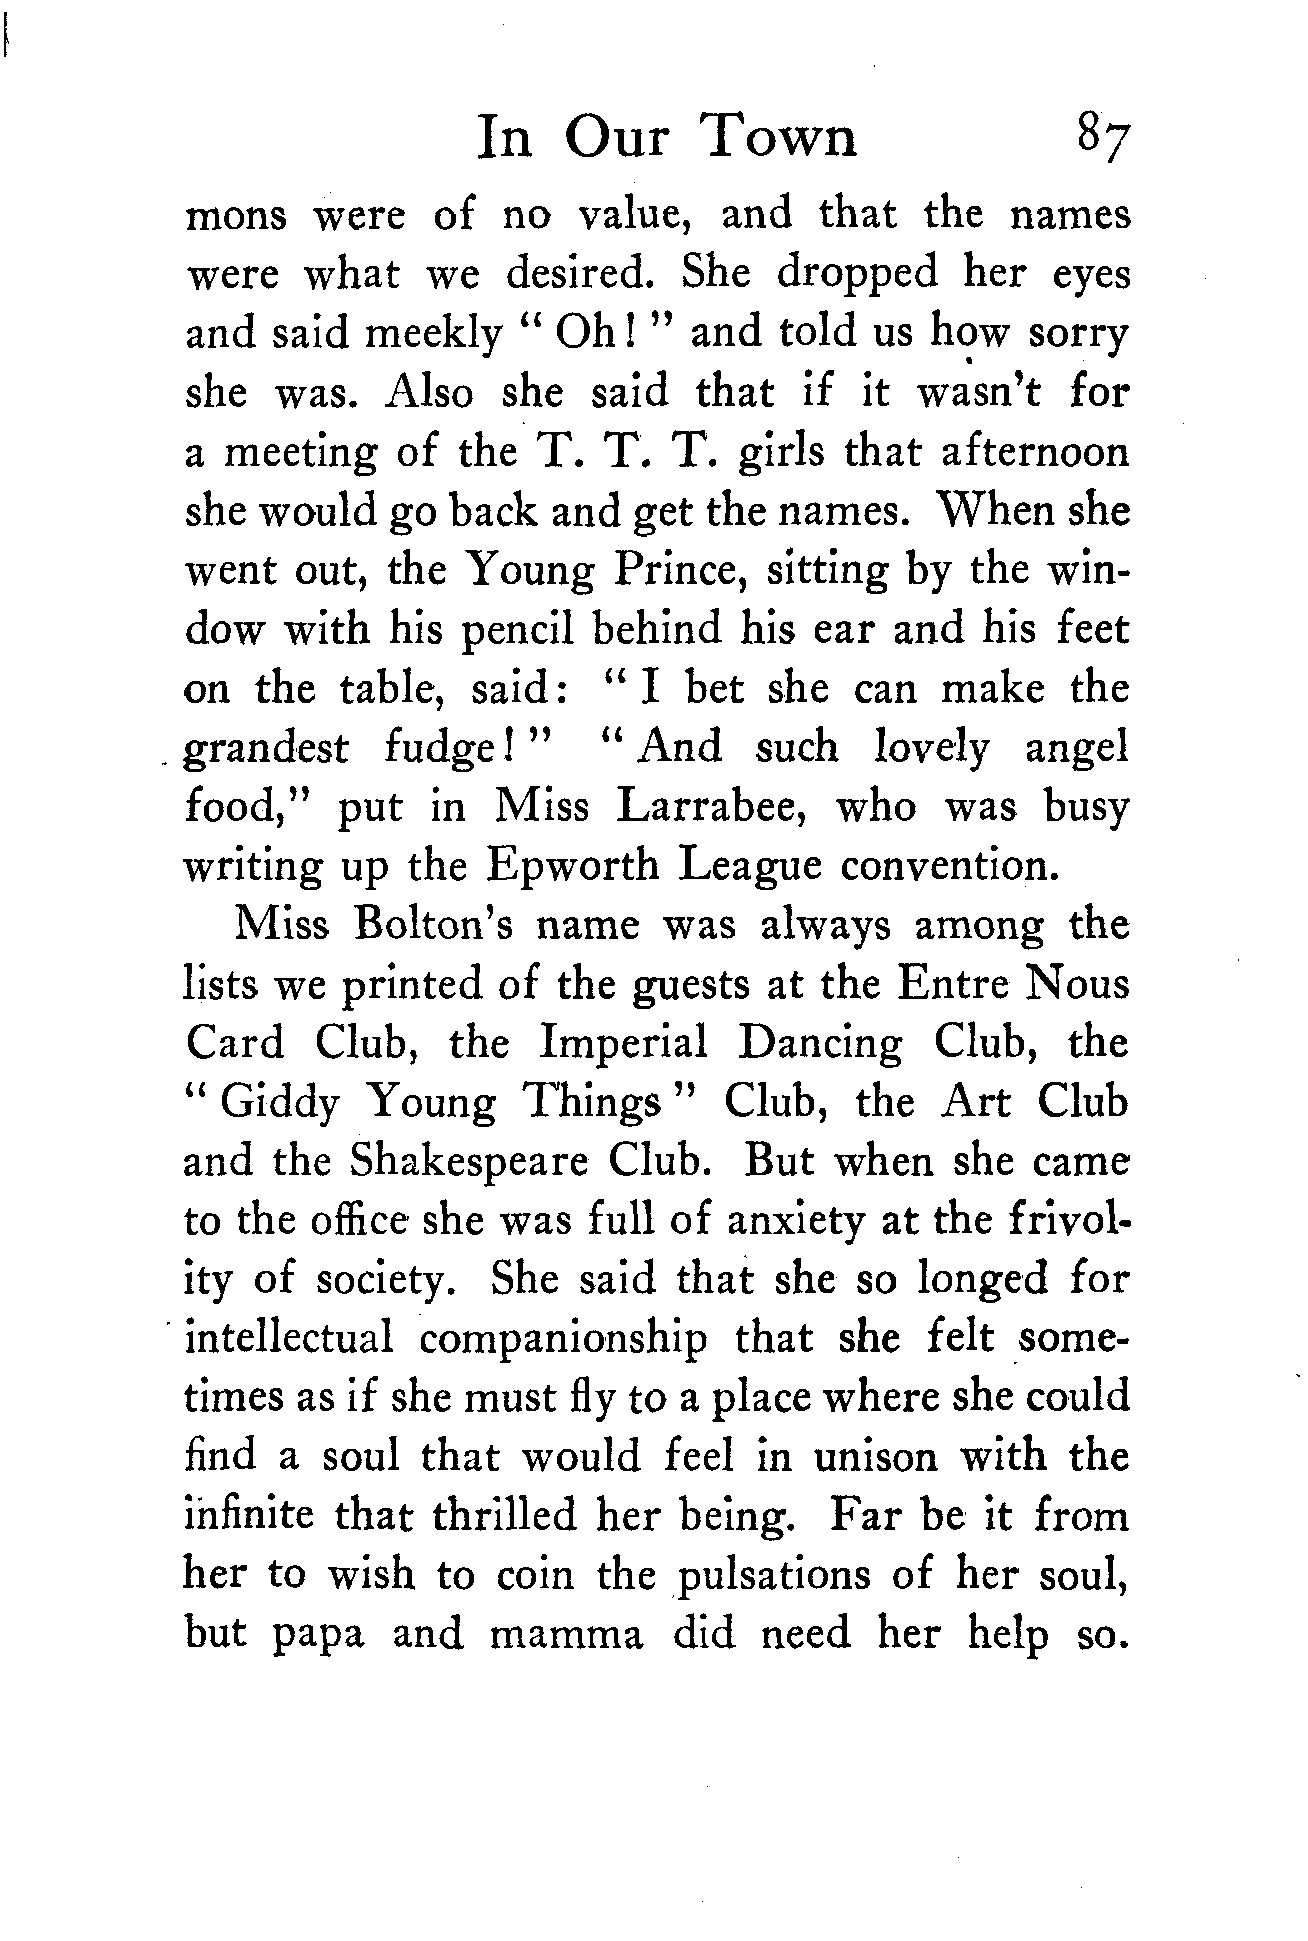 In Our Town 87
mons were of no value, and that the names
were what we desired. She dropped her eyes
and said meekly “ Oh! ” and told us how sorry
she was. Also she said that if it wasn’t for
a meeting of the T. T. T. girls that afternoon
she would go back and get the names. When she
went out, the Young Prince, sitting by the win-
dow with his pencil behind his ear and his feet
on the table, said: “ I bet she can make the
grandest fudge! ” “ And such lovely angel
food,” put in Miss Larrabee, who was busy
writing up the Epworth League convention.
Miss Bolton’s name was always among the
lists we printed of the guests at the Entre Nous
Card Club, the Imperial Dancing Club, the
“ Giddy Young Things ” Club, the Art Club
and the Shakespeare Club. But when she came
to the office she was full of anxiety at the frivol-
ity of society. She said that she so longed for
intellectual companionship that she felt some-
times as if she must fly to a place where she could
find a soul that would feel in unison with the
infinite that thrilled her being. Far be it from
her to wish to coin the pulsations of her soul,
but papa and mamma did need her help so.